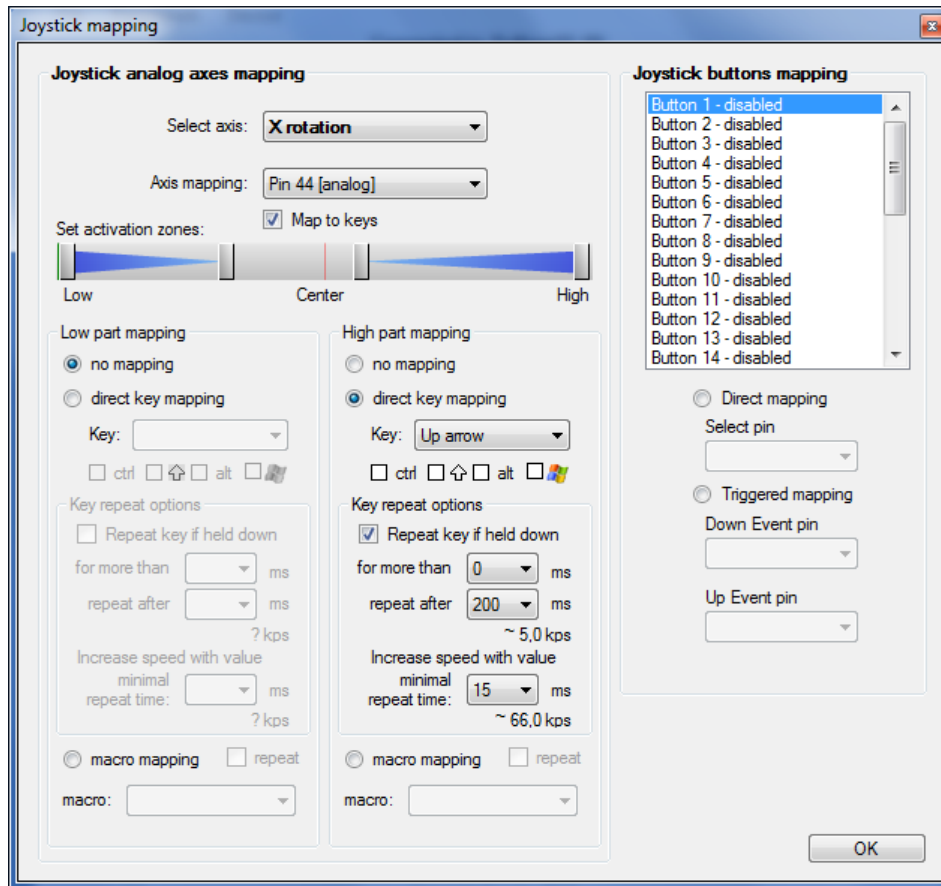 Joystick mapping
Joystick analog axes mapping
Select axis: X rotation
Axis mapping: Pin 44 [analog]
Map to keys
Set activation zones:
Low Center High
Low part mapping
no mapping
direct key mapping
Key:
ctrl alt
Key repeat options
Repeat key if held down
for more than ms
repeat after ms
? kps
Increase speed with value
minimal
repeat time: ms
? kps
macro mapping repeat
macro:
High part mapping
no mapping
direct key mapping
Key: Up arrow
ctrl alt
Key repeat options
Repeat key if held down
for more than 0 ms
repeat after 200 ms
~ 5,0 kps
Increase speed with value
minimal
repeat time: 15 ms
~ 66,0 kps
macro mapping repeat
macro:
Joystick buttons mapping
Button 1 - disabled
Button 2 - disabled
Button 3 - disabled
Button 4 - disabled
Button 5 - disabled
Button 6 - disabled
Button 7 - disabled
Button 8 - disabled
Button 9 - disabled
Button 10 - disabled
Button 11 - disabled
Button 12 - disabled
Button 13 - disabled
Button 14 - disabled
Direct mapping
Select pin
Triggered mapping
Down Event pin
Up Event pin
OK